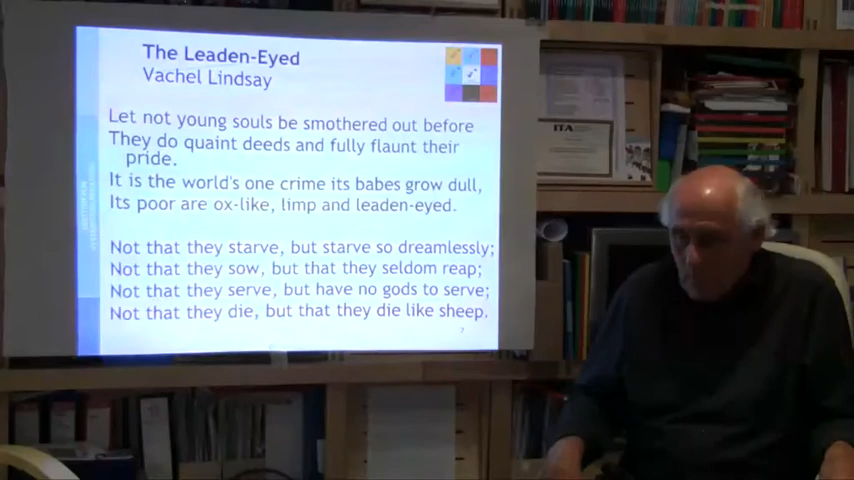 The Leaden-Eyed
Vachel Lindsay
Let not young souls be smothered out before
They do quaint deeds and fully flaunt their
pride.
It is the world's one crime its babes grow dull,
Its poor are ox-like, limp and leaden-eyed.
Not that they starve, but starve so dreamlessly;
Not that they sow, but that they seldom reap;
Not that they serve, but have no gods to serve;
Not that they die, but that they die like sheep.
7
ITA